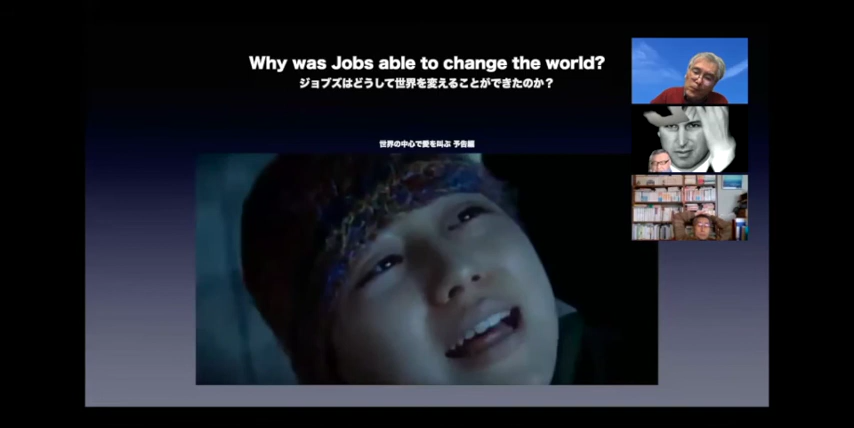 Why was Jobs able to change the world?
ジョブズはどうして世界を変えることができたのか？
世界の中心で愛を叫ぶ 予告編